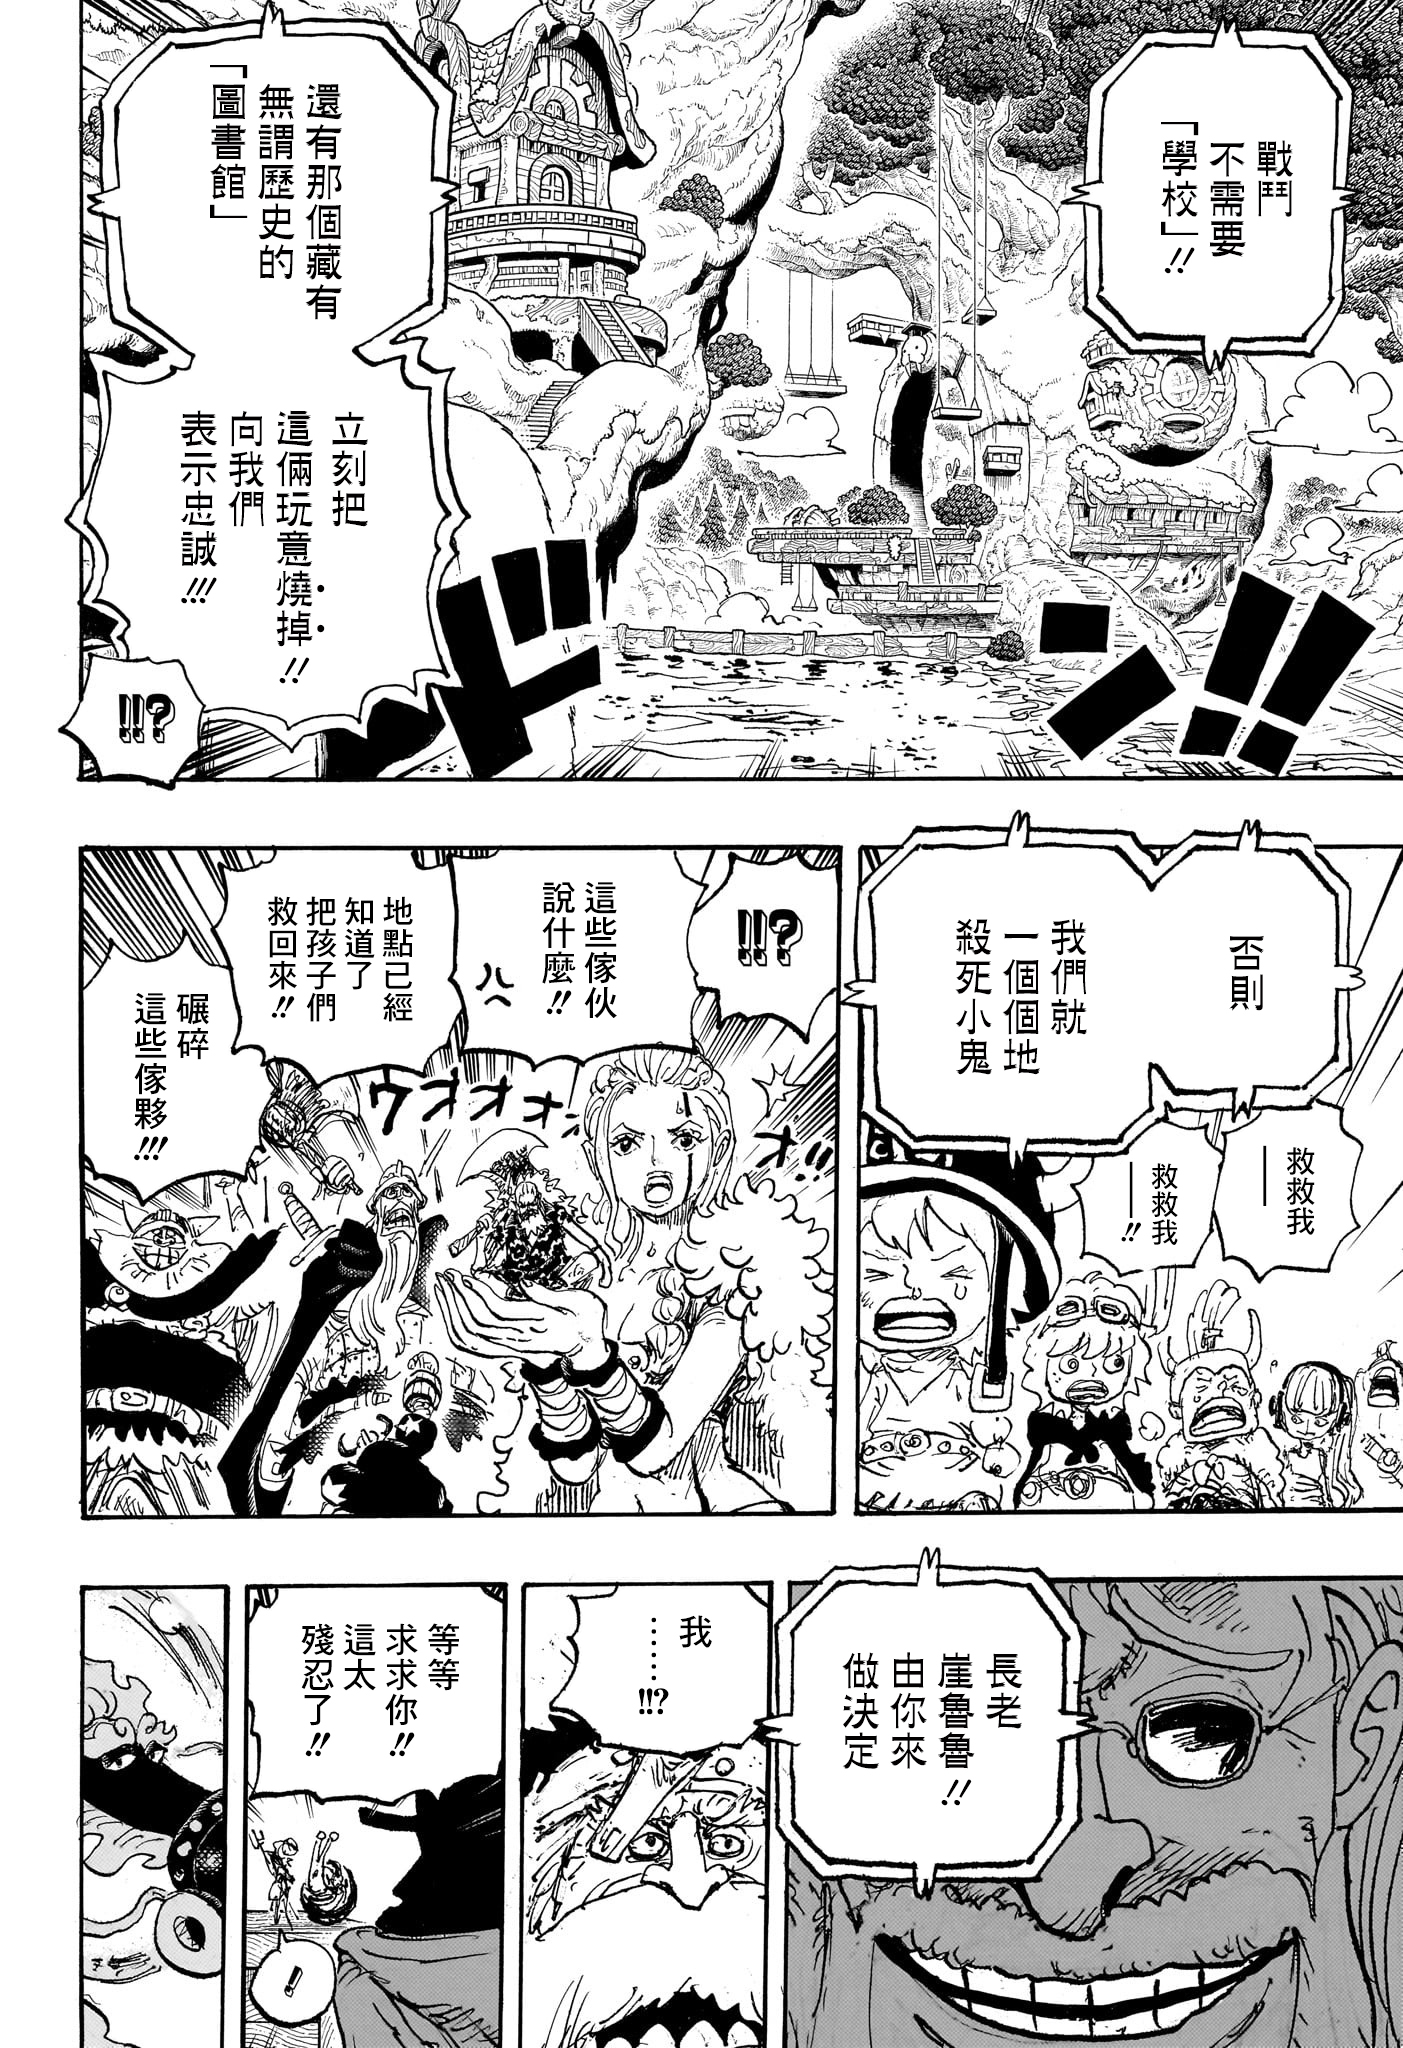 戰鬥
不需要
「學校」!!
還有那個藏有
無謂歷史的
「圖書館」
立刻把
這倆玩意燒掉!!
向我們
表示忠誠!!!
!!?
ドン!!
否則
我們就
一個個地
殺死小鬼
救救我
——
救救我
——!!
!!?
這些傢伙
說什麼!!
ハヘ
地點已經
知道了
把孩子們
救回來!!
碾碎
這些傢夥!!!
ウオオオォ
オオ!!
長老
崖魯魯!!
由你來
做決定
我
……!!?
等等
求求你!!
這太
殘忍了!!
!